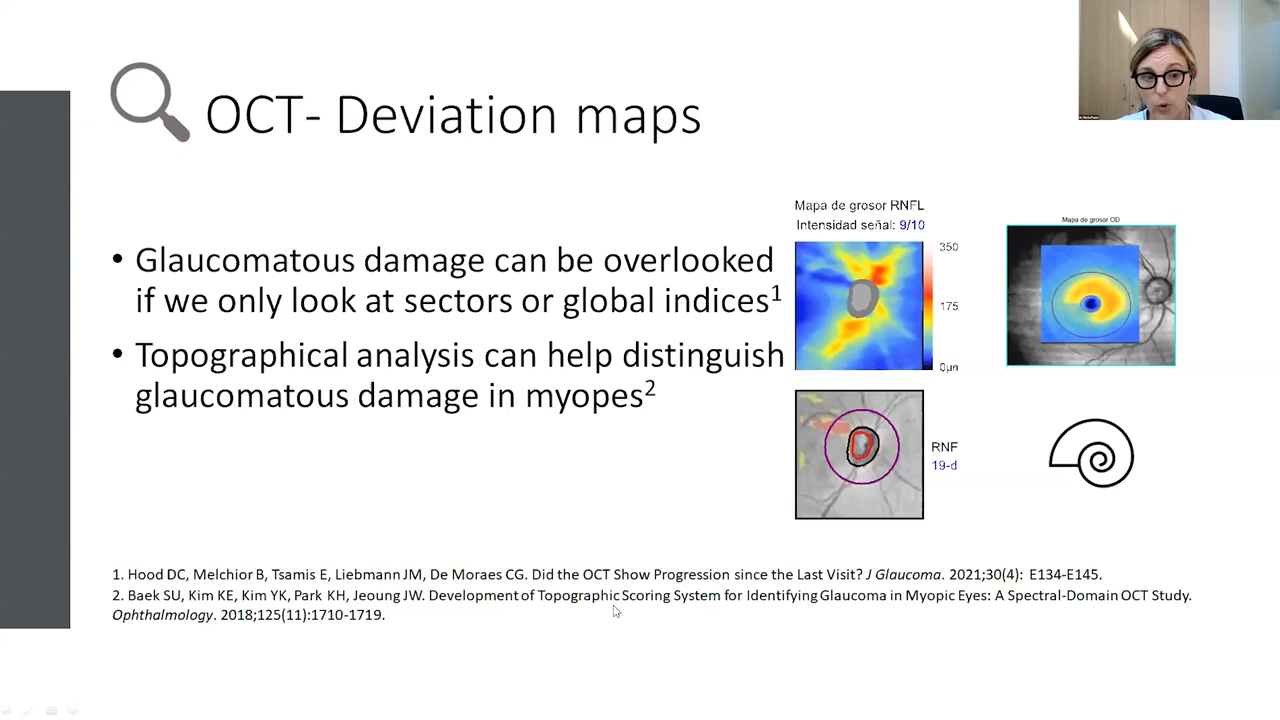 OCT- Deviation maps
• Glaucomatous damage can be overlooked
if we only look at sectors or global indices1
• Topographical analysis can help distinguish
glaucomatous damage in myopes2
Mapa de grosor RNFL
Intensidad señal: 9/10
350
175
0µm
Mapa de grosor OD
RNF
19-d
1. Hood DC, Melchior B, Tsamis E, Liebmann JM, De Moraes CG. Did the OCT Show Progression since the Last Visit? J Glaucoma. 2021;30(4): E134-E145.
2. Baek SU, Kim KE, Kim YK, Park KH, Jeoung JW. Development of Topographic Scoring System for Identifying Glaucoma in Myopic Eyes: A Spectral-Domain OCT Study.
Ophthalmology. 2018;125(11):1710-1719.